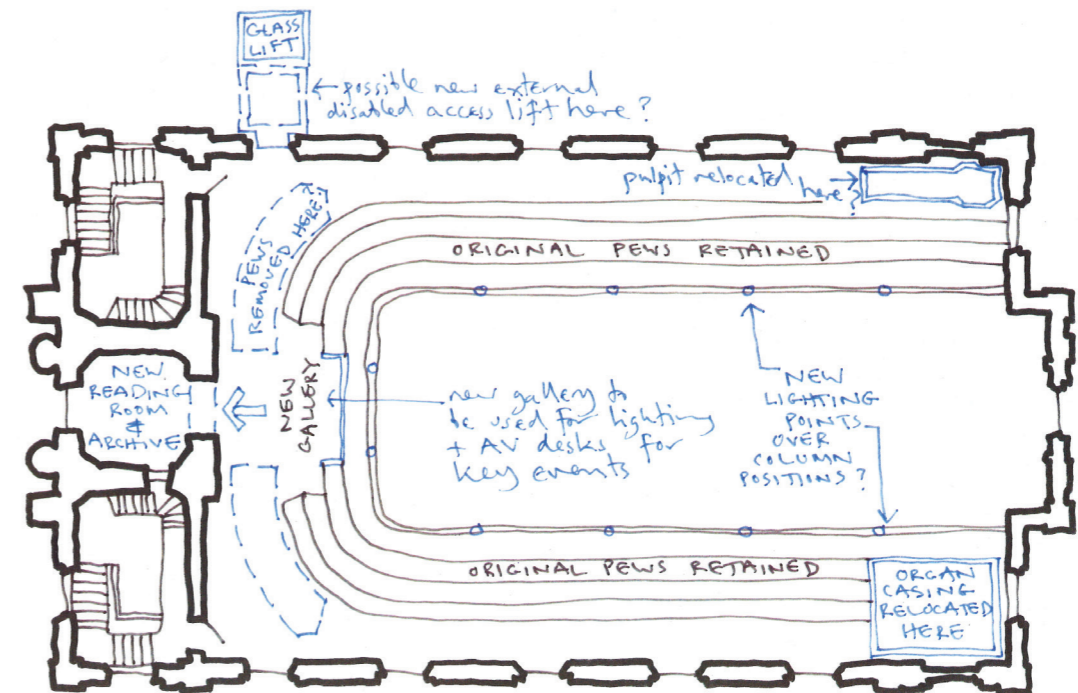 GLASS
LIFT
← possible new external
disabled access lift here?
pulpit relocated
here?→
PEWS
REMOVED HERE?
ORIGINAL PEWS RETAINED
NEW
READING
ROOM
&
ARCHIVE
NEW
GALLERY
new gallery to
be used for lighting
+ AV desks for
key events
NEW
LIGHTING
POINTS
OVER
COLUMN
POSITIONS?
ORIGINAL PEWS RETAINED
ORGAN
CASING
RELOCATED
HERE